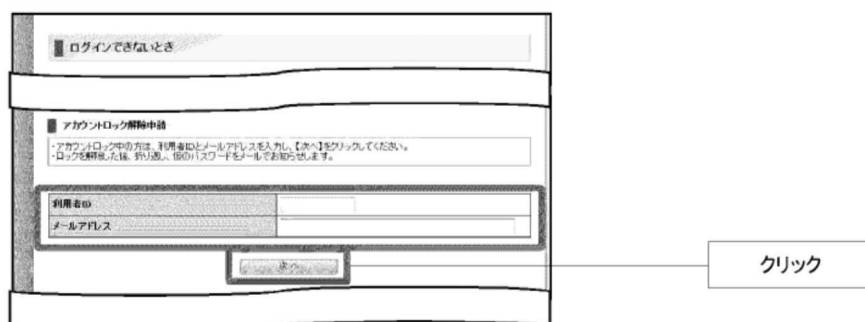 ログインできないとき
アカウントロック解除申請
・アカウントロック中の方は、利用者IDとメールアドレスを入力し、【次へ】をクリックしてください。
・ロックを解除した後、折り返し、仮のパスワードをメールでお知らせします。
利用者ID
メールアドレス
次へ
クリック